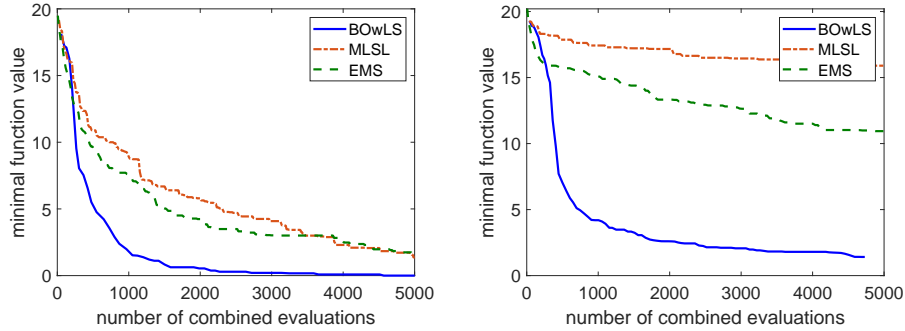 20
15
10
5
0
minimal function value
BOwLS
MLSL
EMS
0 1000 2000 3000 4000 5000
number of combined evaluations
20
15
10
5
0
minimal function value
BOwLS
MLSL
EMS
0 1000 2000 3000 4000 5000
number of combined evaluations